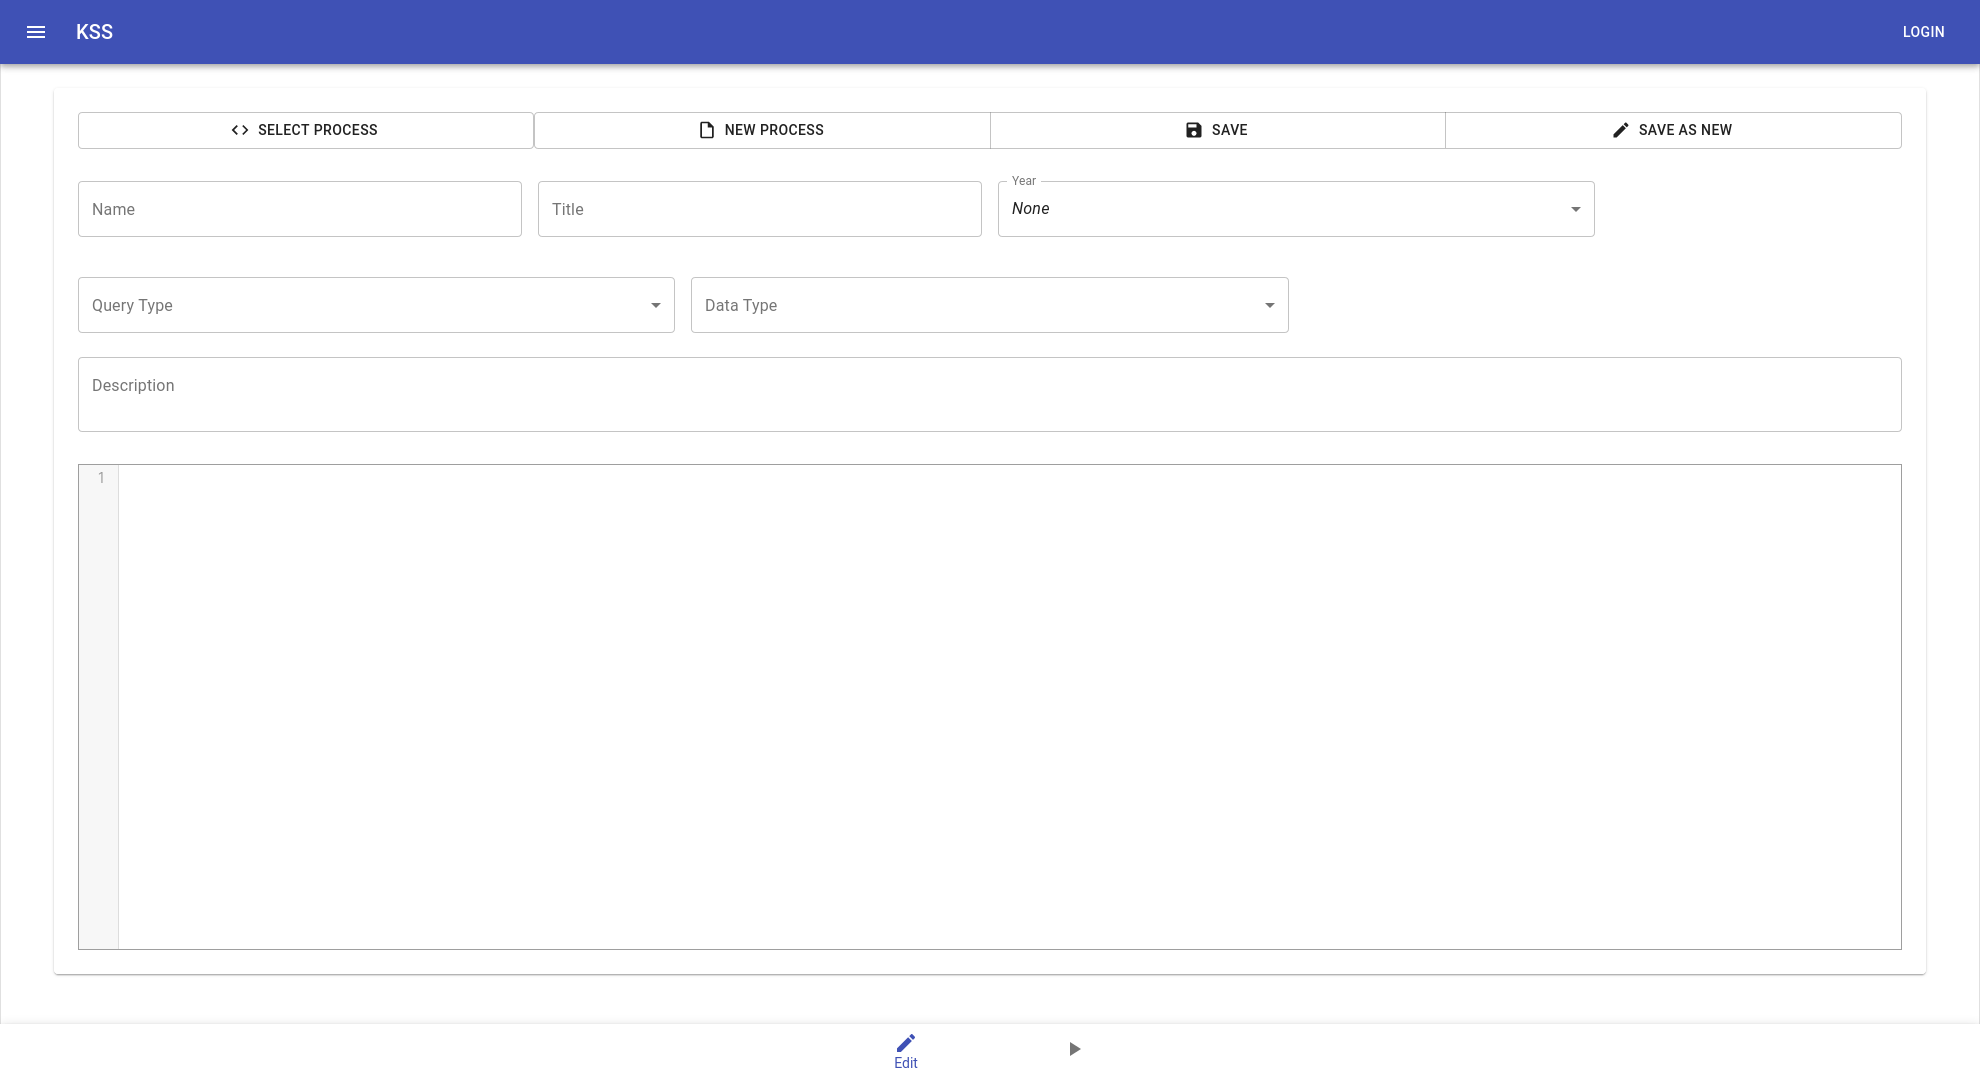 KSS
LOGIN
SELECT PROCESS
NEW PROCESS
SAVE
SAVE AS NEW
Name
Title
Year
None
Query Type
Data Type
Description
1
Edit